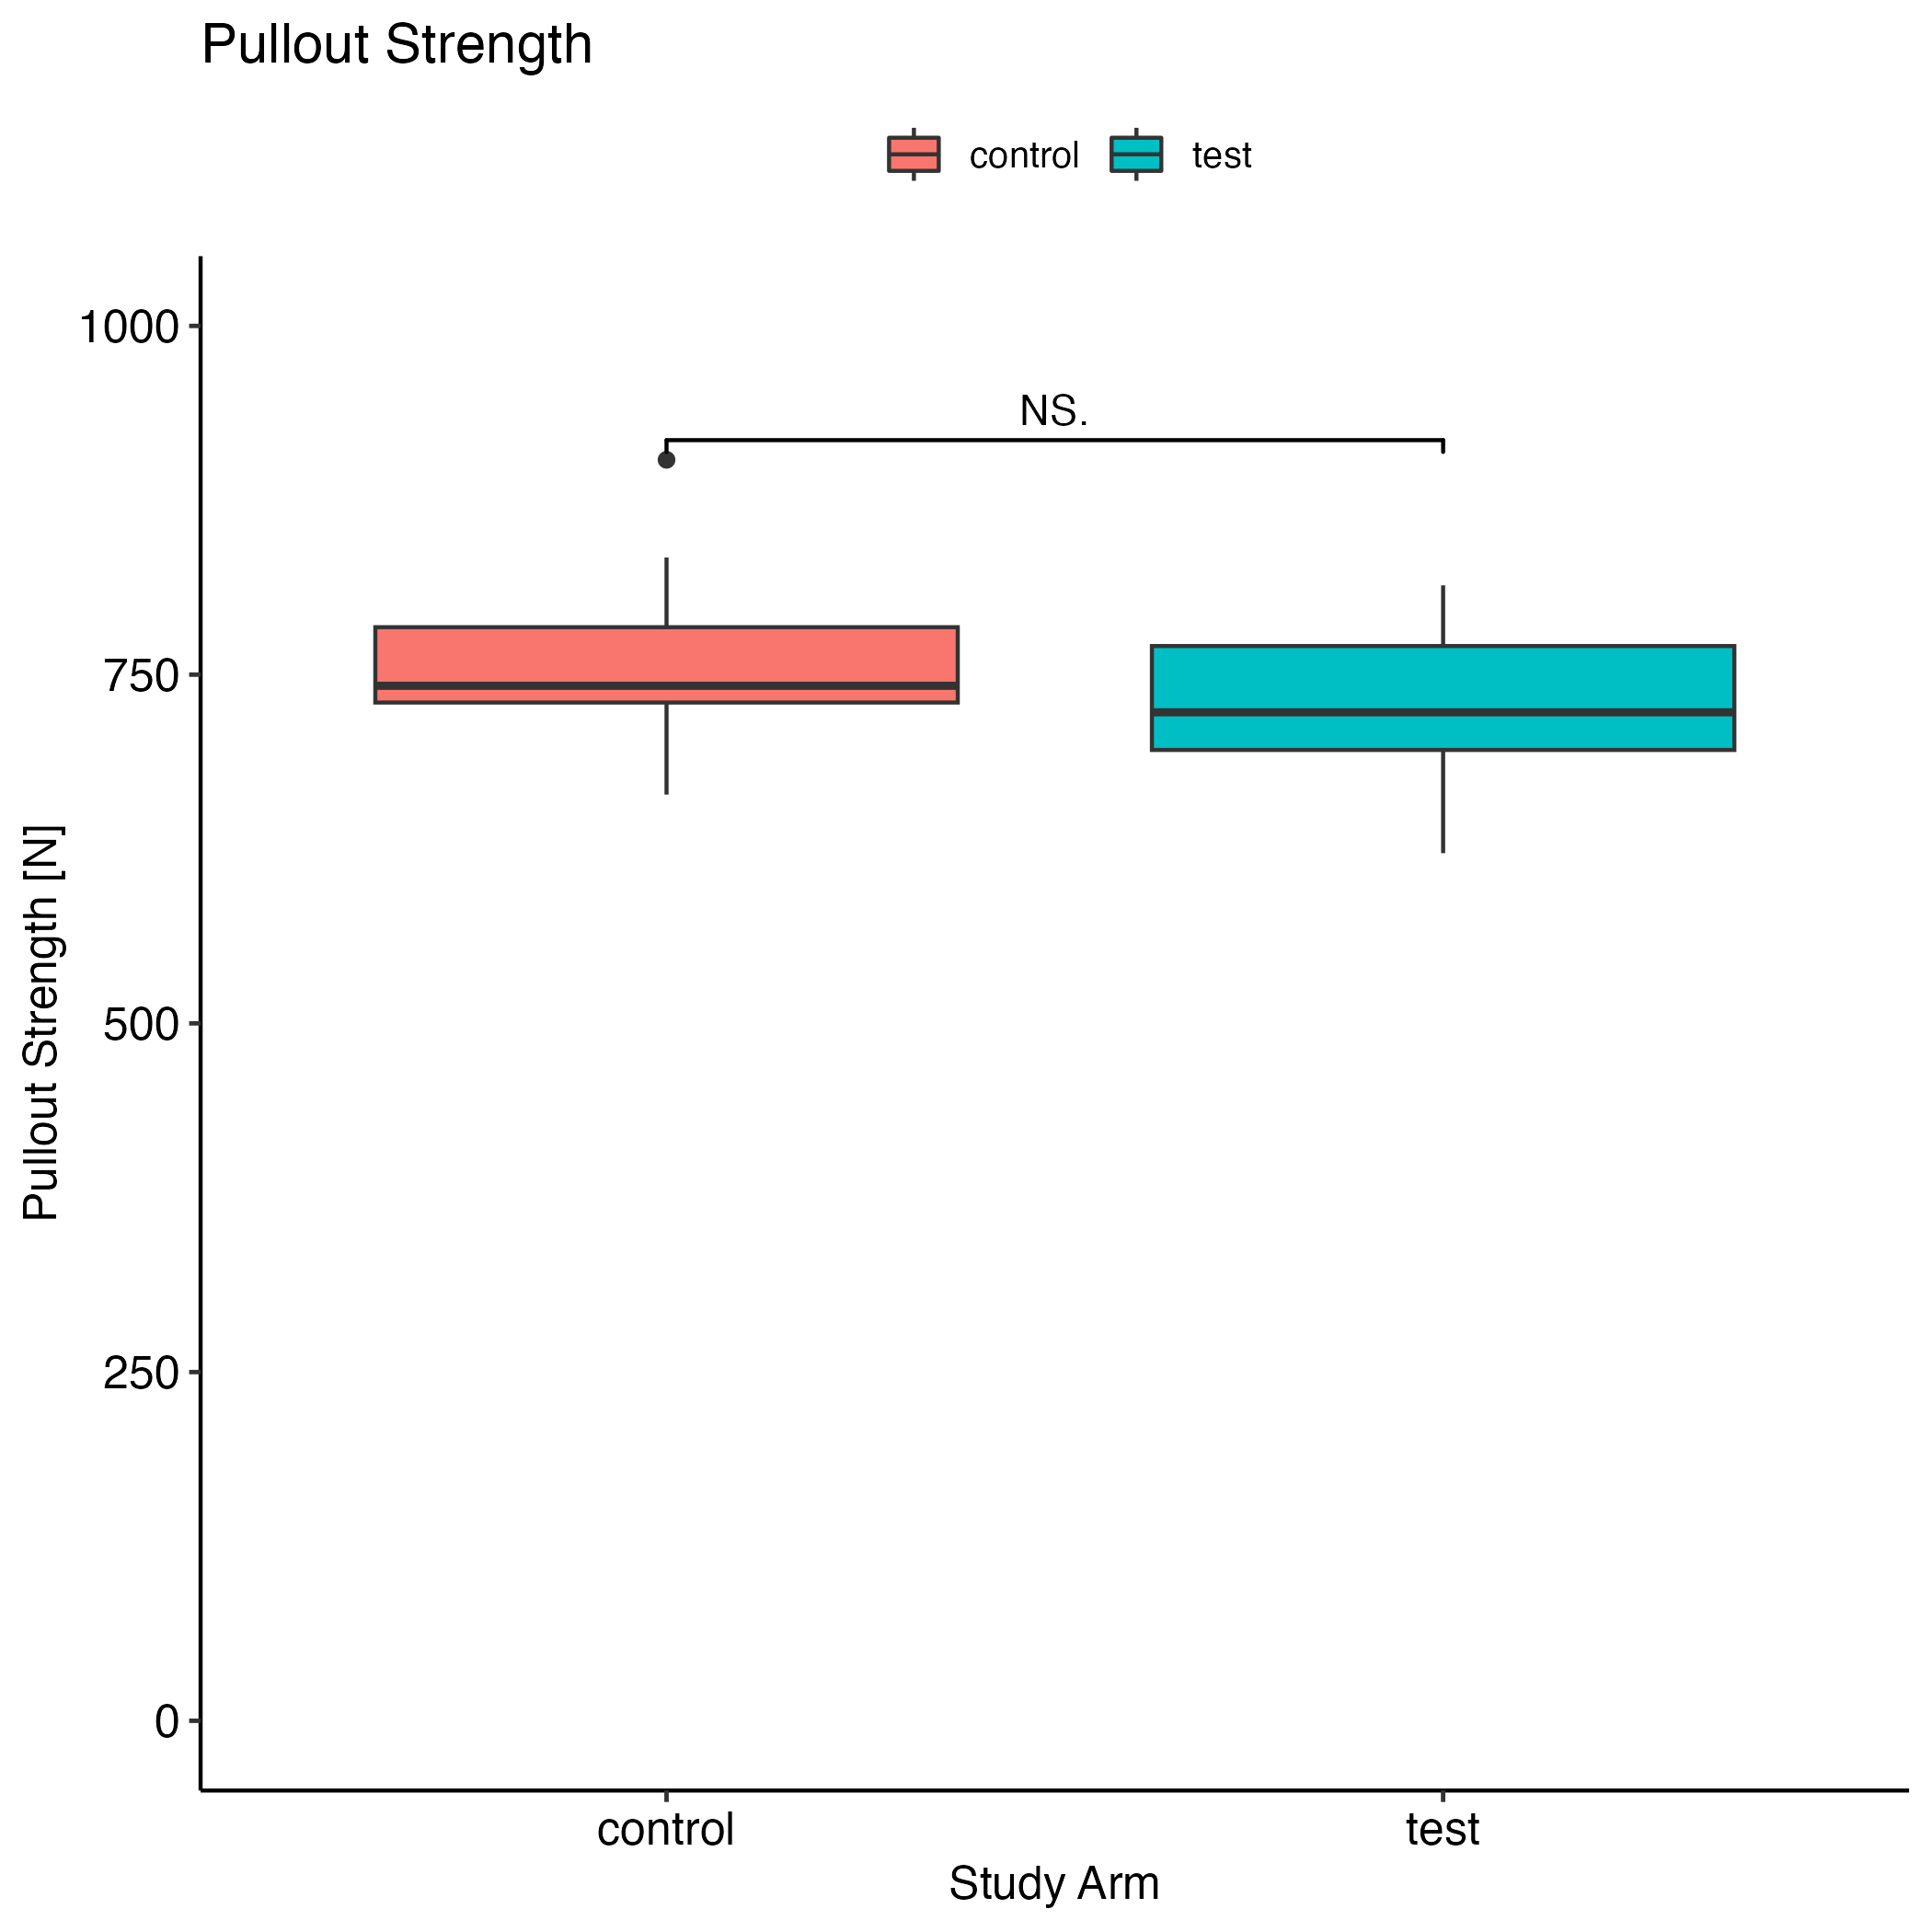 Pullout Strength
control test
1000
NS.
750
500
250
0
Pullout Strength [N]
control test
Study Arm